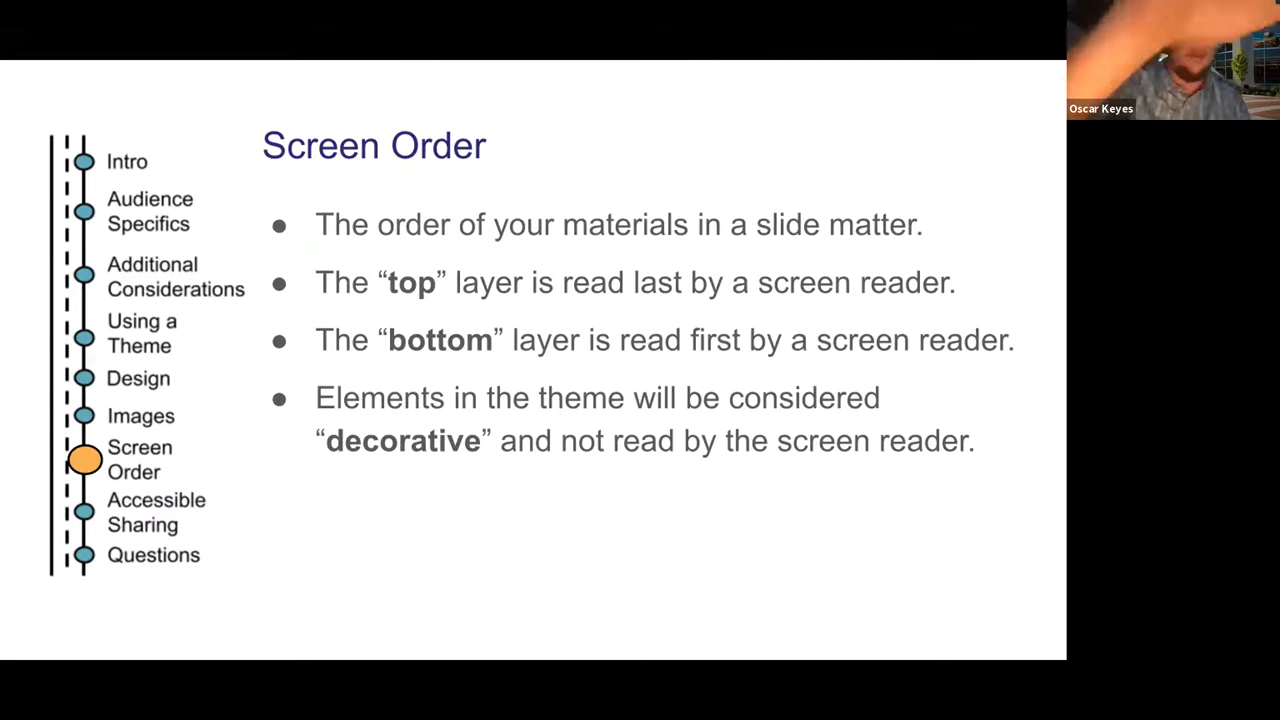 Intro
Audience
Specifics
Additional
Considerations
Using a
Theme
Design
Images
Screen
Order
Accessible
Sharing
Questions
Screen Order
● The order of your materials in a slide matter.
● The “top” layer is read last by a screen reader.
● The “bottom” layer is read first by a screen reader.
● Elements in the theme will be considered
“decorative” and not read by the screen reader.
Oscar Keyes